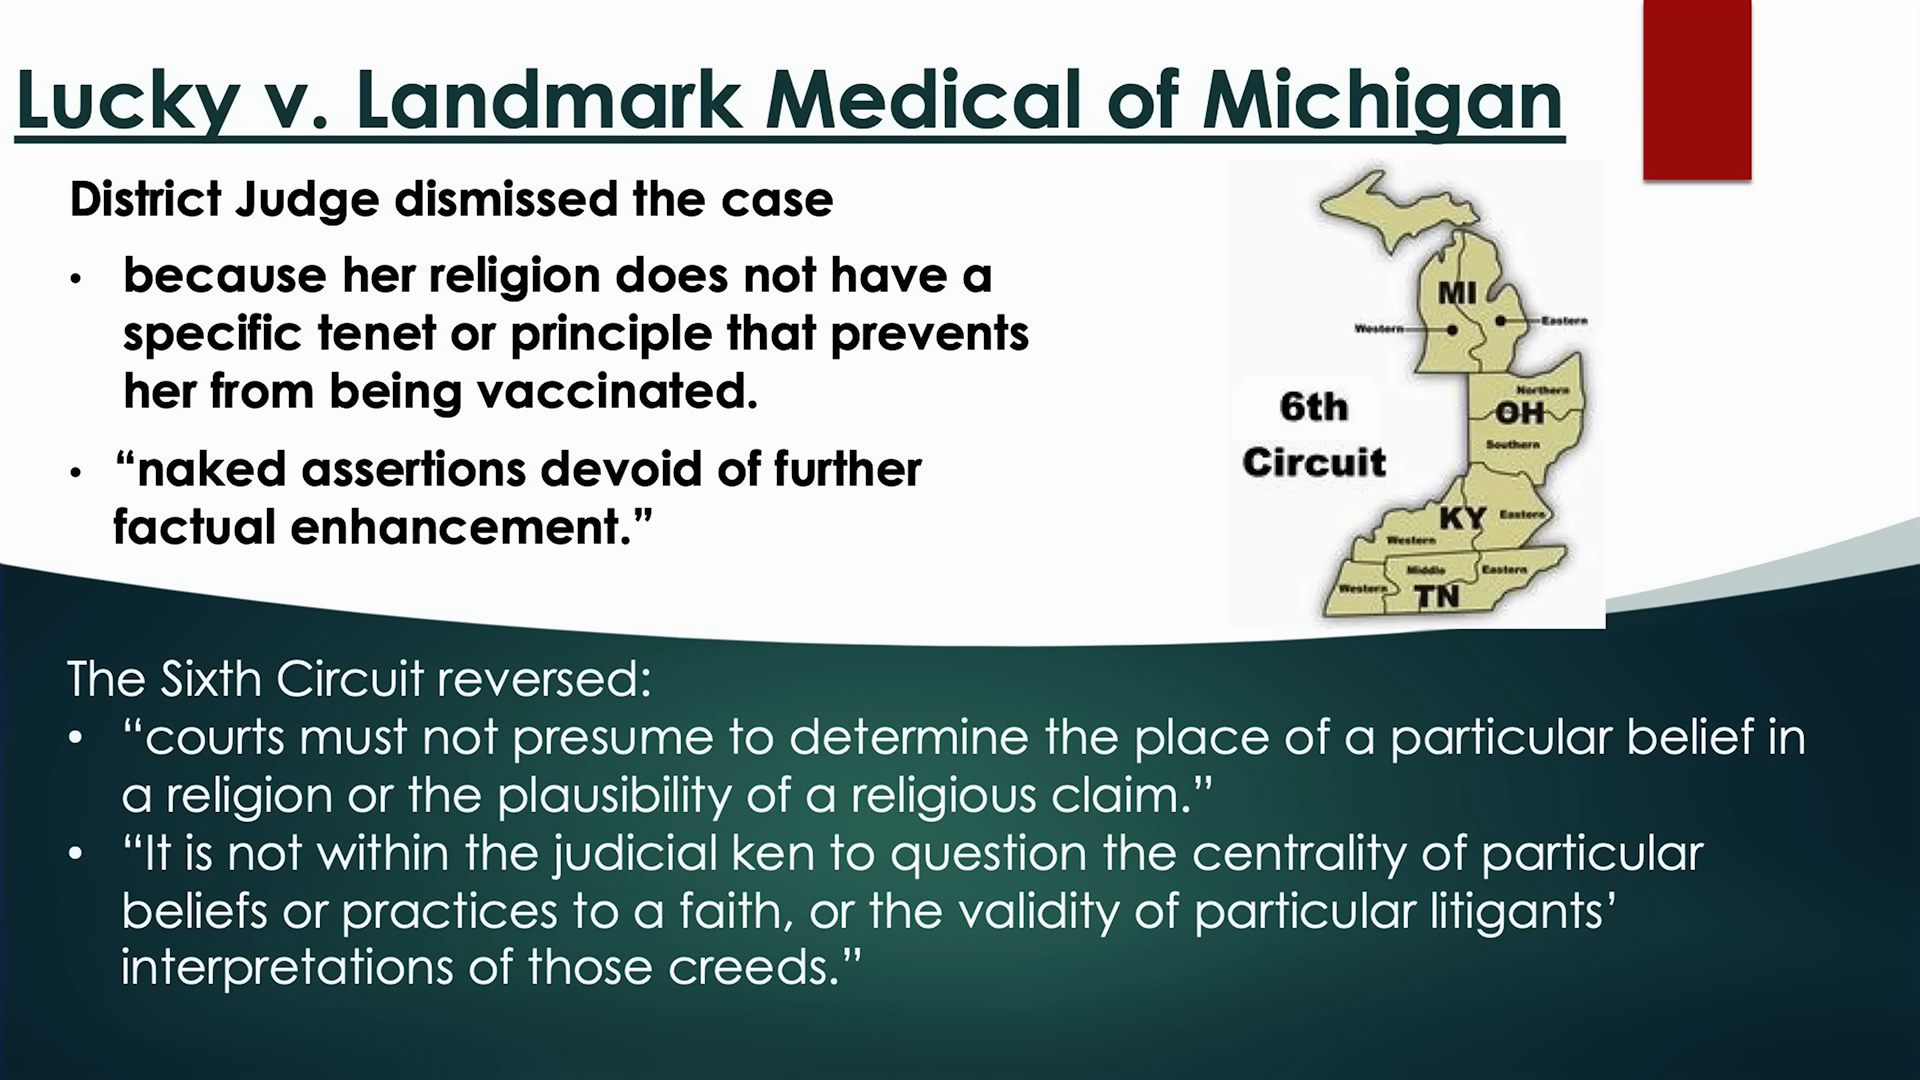 Lucky v. Landmark Medical of Michigan
District Judge dismissed the case
• because her religion does not have a
specific tenet or principle that prevents
her from being vaccinated.
• “naked assertions devoid of further
factual enhancement.”
MI
Western
Eastern
Northern
OH
Southern
6th
Circuit
KY
Eastern
Western
Middle
Eastern
Western
TN
The Sixth Circuit reversed:
• “courts must not presume to determine the place of a particular belief in
a religion or the plausibility of a religious claim.”
• “It is not within the judicial ken to question the centrality of particular
beliefs or practices to a faith, or the validity of particular litigants’
interpretations of those creeds.”